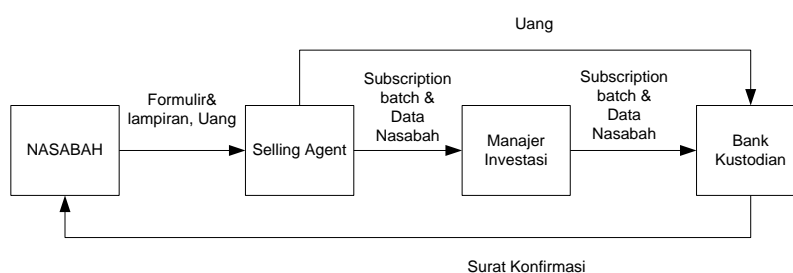 Uang
Formulir&
lampiran, Uang
Subscription
batch &
Data
Nasabah
Subscription
batch &
Data
Nasabah
NASABAH
Selling Agent
Manajer
Investasi
Bank
Kustodian
Surat Konfirmasi